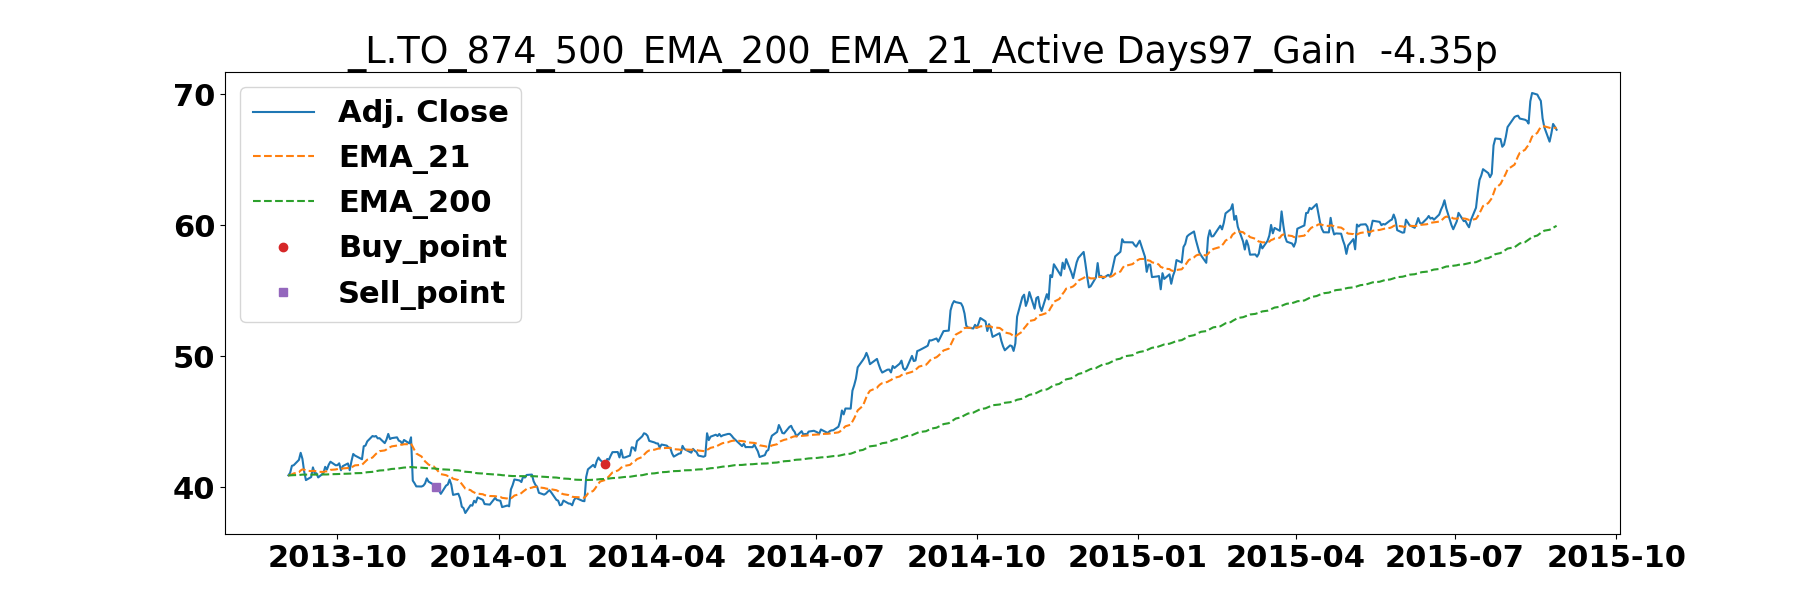 _L.TO_874_500_EMA_200_EMA_21_Active Days97_Gain  -4.35p
70
60
50
40
Adj. Close
EMA_21
EMA_200
Buy_point
Sell_point
2013-10 2014-01 2014-04 2014-07 2014-10 2015-01 2015-04 2015-07 2015-10